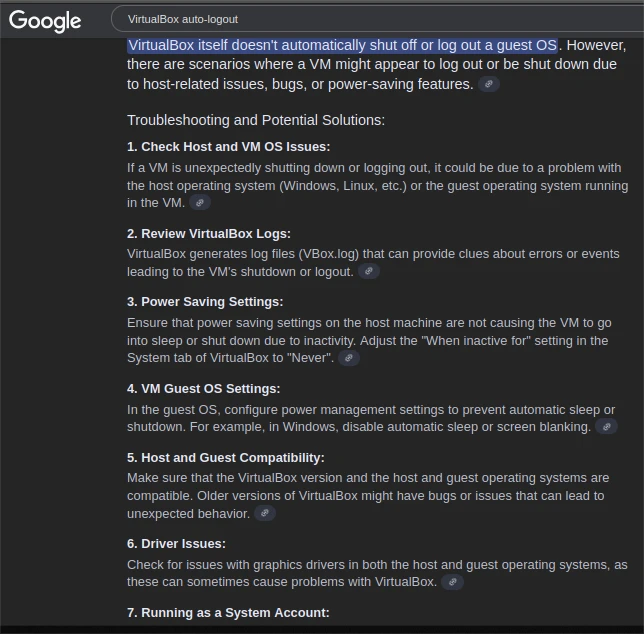 Google
VirtualBox auto-logout
VirtualBox itself doesn't automatically shut off or log out a guest OS. However,
there are scenarios where a VM might appear to log out or be shut down due
to host-related issues, bugs, or power-saving features.
Troubleshooting and Potential Solutions:
1. Check Host and VM OS Issues:
If a VM is unexpectedly shutting down or logging out, it could be due to a problem with
the host operating system (Windows, Linux, etc.) or the guest operating system running
in the VM.
2. Review VirtualBox Logs:
VirtualBox generates log files (VBox.log) that can provide clues about errors or events
leading to the VM's shutdown or logout.
3. Power Saving Settings:
Ensure that power saving settings on the host machine are not causing the VM to go
into sleep or shut down due to inactivity. Adjust the "When inactive for" setting in the
System tab of VirtualBox to "Never".
4. VM Guest OS Settings:
In the guest OS, configure power management settings to prevent automatic sleep or
shutdown. For example, in Windows, disable automatic sleep or screen blanking.
5. Host and Guest Compatibility:
Make sure that the VirtualBox version and the host and guest operating systems are
compatible. Older versions of VirtualBox might have bugs or issues that can lead to
unexpected behavior.
6. Driver Issues:
Check for issues with graphics drivers in both the host and guest operating systems, as
these can sometimes cause problems with VirtualBox.
7. Running as a System Account: